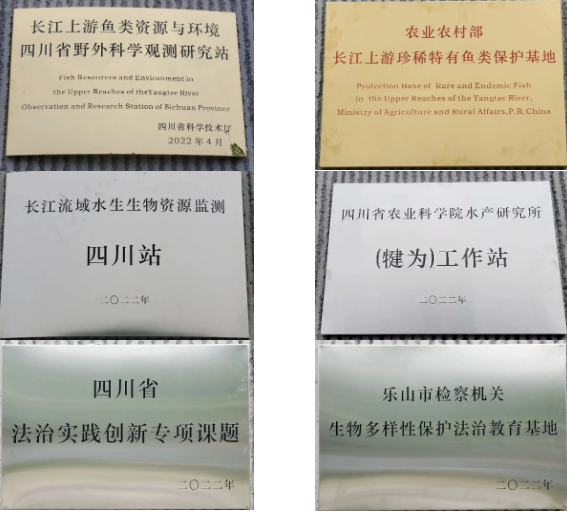 长江上游鱼类资源与环境
四川省野外科学观测研究站
Fish Resources and Environment in
the Upper Reaches of theYangtze River
Observation and Research Station of Sichuan Province
四川省科学技术厅
2022年4月
农业农村部
长江上游珍稀特有鱼类保护基地
Protection Base of Rare and Endemic Fish
in the Upper Reaches of the Yangtze River,
Ministry of Agriculture and Rural Affairs,P.R.China
长江流域水生生物资源监测
四川站
二〇二二年
四川省农业科学院水产研究所
(犍为)工作站
二〇二二年
四川省
法治实践创新专项课题
二〇二二年
乐山市检察机关
生物多样性保护法治教育基地
二〇二二年